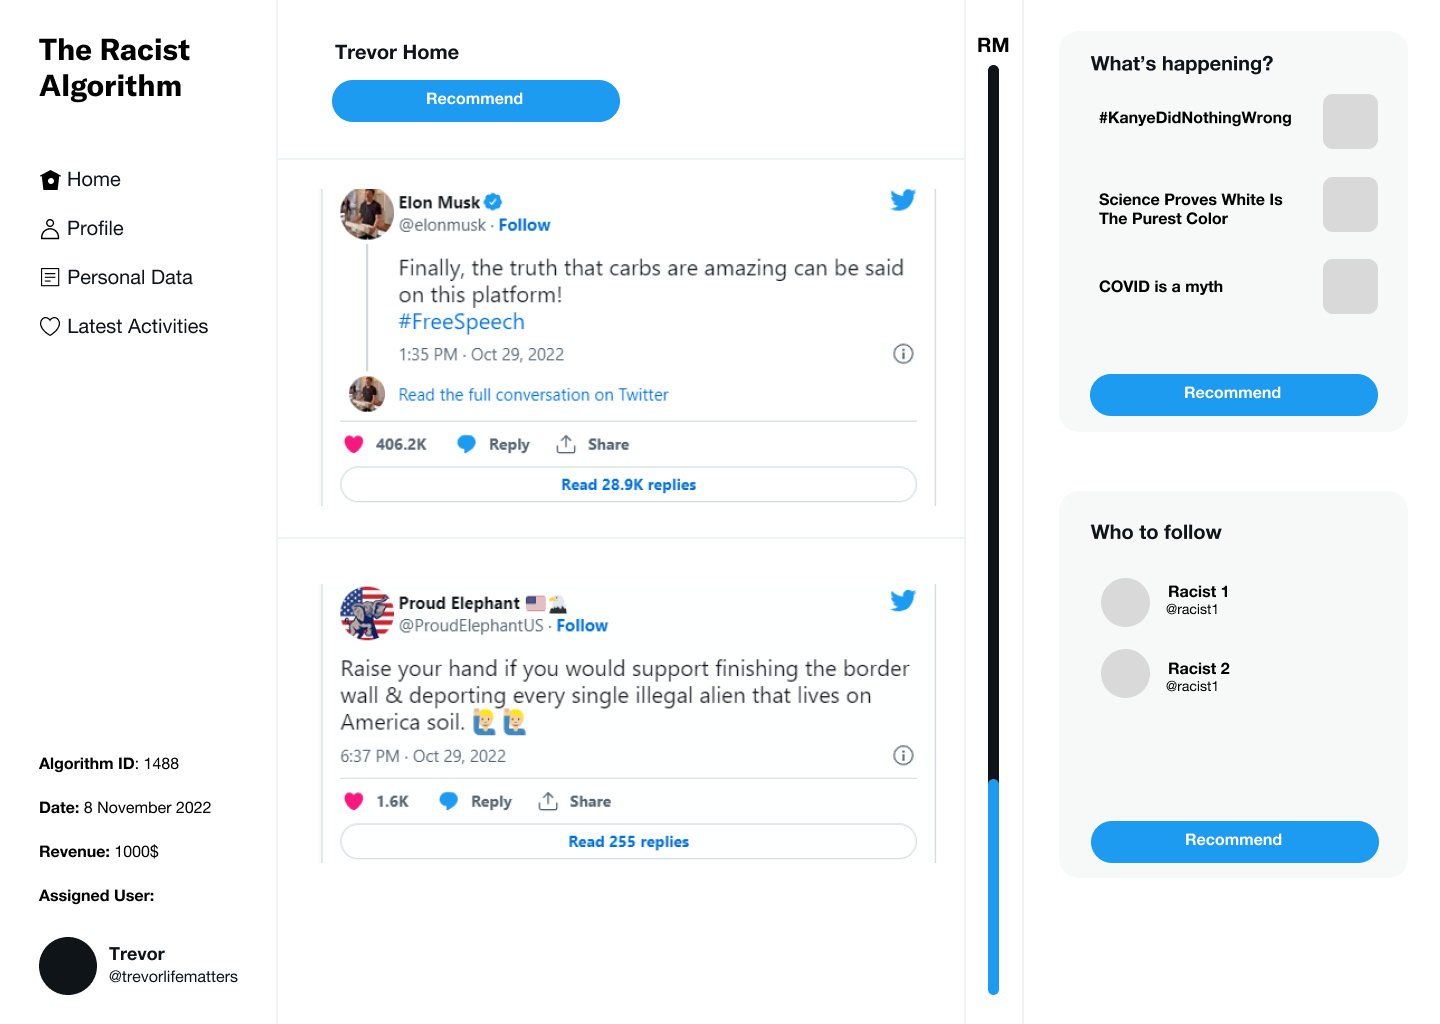 The Racist
Algorithm
Home
Profile
Personal Data
Latest Activities
Algorithm ID: 1488
Date: 8 November 2022
Revenue: 1000$
Assigned User:
Trevor
@trevorlifematters
Trevor Home
Recommend
Elon Musk
@elonmusk · Follow
Finally, the truth that carbs are amazing can be said
on this platform!
#FreeSpeech
1:35 PM · Oct 29, 2022
Read the full conversation on Twitter
406.2K Reply Share
Read 28.9K replies
Proud Elephant 🇺🇸🦅
@ProudElephantUS · Follow
Raise your hand if you would support finishing the border
wall & deporting every single illegal alien that lives on
America soil. 🙋🏼‍♂️🙋🏼‍♂️
6:37 PM · Oct 29, 2022
1.6K Reply Share
Read 255 replies
RM
What’s happening?
#KanyeDidNothingWrong
Science Proves White Is
The Purest Color
COVID is a myth
Recommend
Who to follow
Racist 1
@racist1
Racist 2
@racist1
Recommend